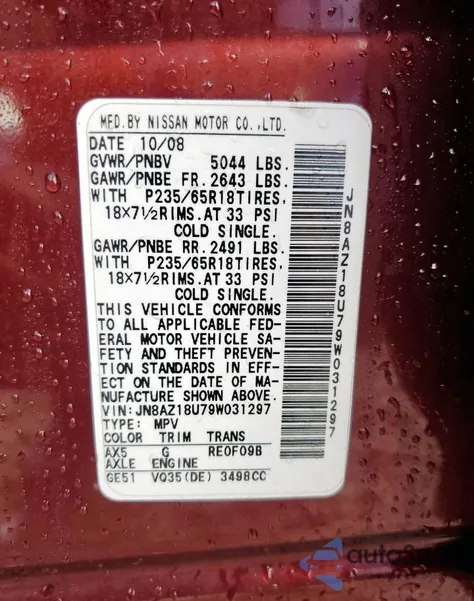 MFD.BY NISSAN MOTOR CO.,LTD.
DATE 10/08
GVWR/PNBV 5044 LBS.
GAWR/PNBE FR. 2643 LBS.
WITH P235/65R18TIRES,
18X7½RIMS.AT 33 PSI
COLD SINGLE.
GAWR/PNBE RR. 2491 LBS.
WITH P235/65R18TIRES,
18X7½RIMS.AT 33 PSI
COLD SINGLE.
THIS VEHICLE CONFORMS
TO ALL APPLICABLE FED-
ERAL MOTOR VEHICLE SA-
FETY AND THEFT PREVEN-
TION STANDARDS IN EFF-
ECT ON THE DATE OF MA-
NUFACTURE SHOWN ABOVE.
VIN:JN8AZ18U79W031297
TYPE: MPV
COLOR TRIM TRANS
AX5 G RE0F09B
AXLE ENGINE
GE51 VQ35(DE) 3498CC
JN8AZ18U79W031297